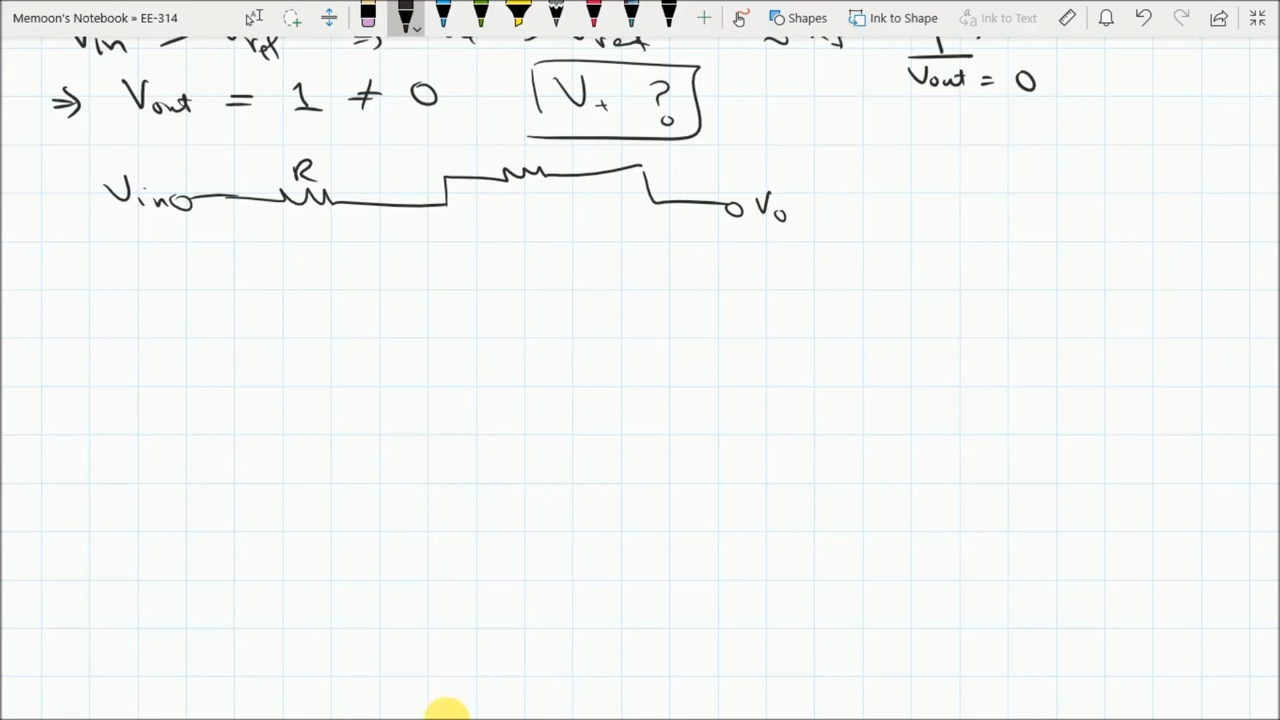 Memoon's Notebook » EE-314
Shapes
Ink to Shape
Ink to Text
Vout = 0
⇒ Vout = 1 ≠ 0
V+ ?
R
Vin
Vo